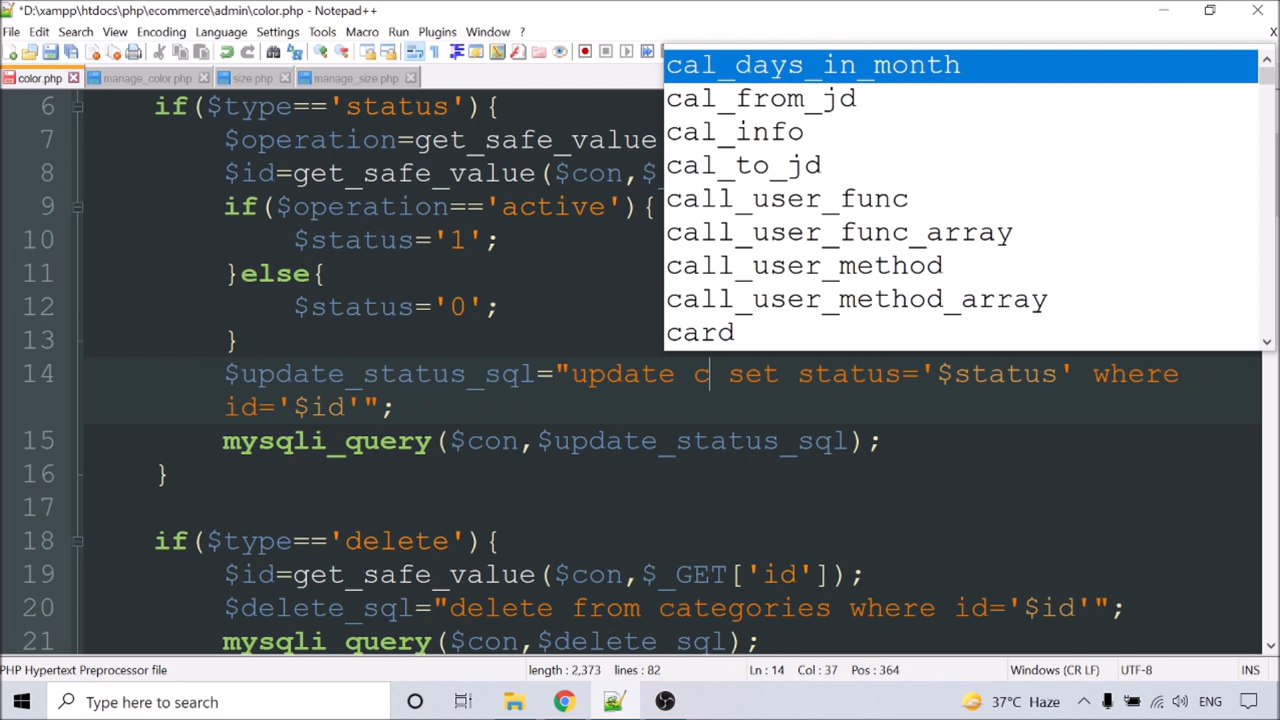 *D:\xampp\htdocs\php\ecommerce\admin\color.php - Notepad++
File Edit Search View Encoding Language Settings Tools Macro Run Plugins Window ? X
color.php manage_color.php size.php manage_size.php
cal_days_in_month
cal_from_jd
cal_info
cal_to_jd
call_user_func
call_user_func_array
call_user_method
call_user_method_array
card
6 if($type=='status'){
7 $operation=get_safe_value
8 $id=get_safe_value($con,$_
9 if($operation=='active'){
10 $status='1';
11 }else{
12 $status='0';
13 }
14 $update_status_sql="update c set status='$status' where
id='$id'";
15 mysqli_query($con,$update_status_sql);
16 }
17
18 if($type=='delete'){
19 $id=get_safe_value($con,$_GET['id']);
20 $delete_sql="delete from categories where id='$id'";
21 mysqli_query($con,$delete_sql);
PHP Hypertext Preprocessor file length : 2,373 lines : 82 Ln : 14 Col : 37 Pos : 364 Windows (CR LF) UTF-8 INS
Type here to search 37°C Haze ENG